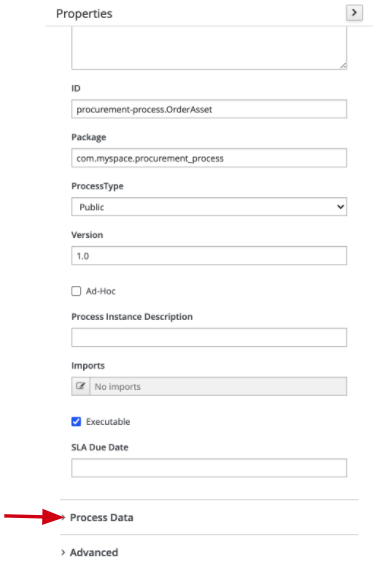 Properties
ID
procurement-process.OrderAsset
Package
com.myspace.procurement_process
ProcessType
Public
Version
1.0
Ad-Hoc
Process Instance Description
Imports
No imports
Executable
SLA Due Date
Process Data
Advanced